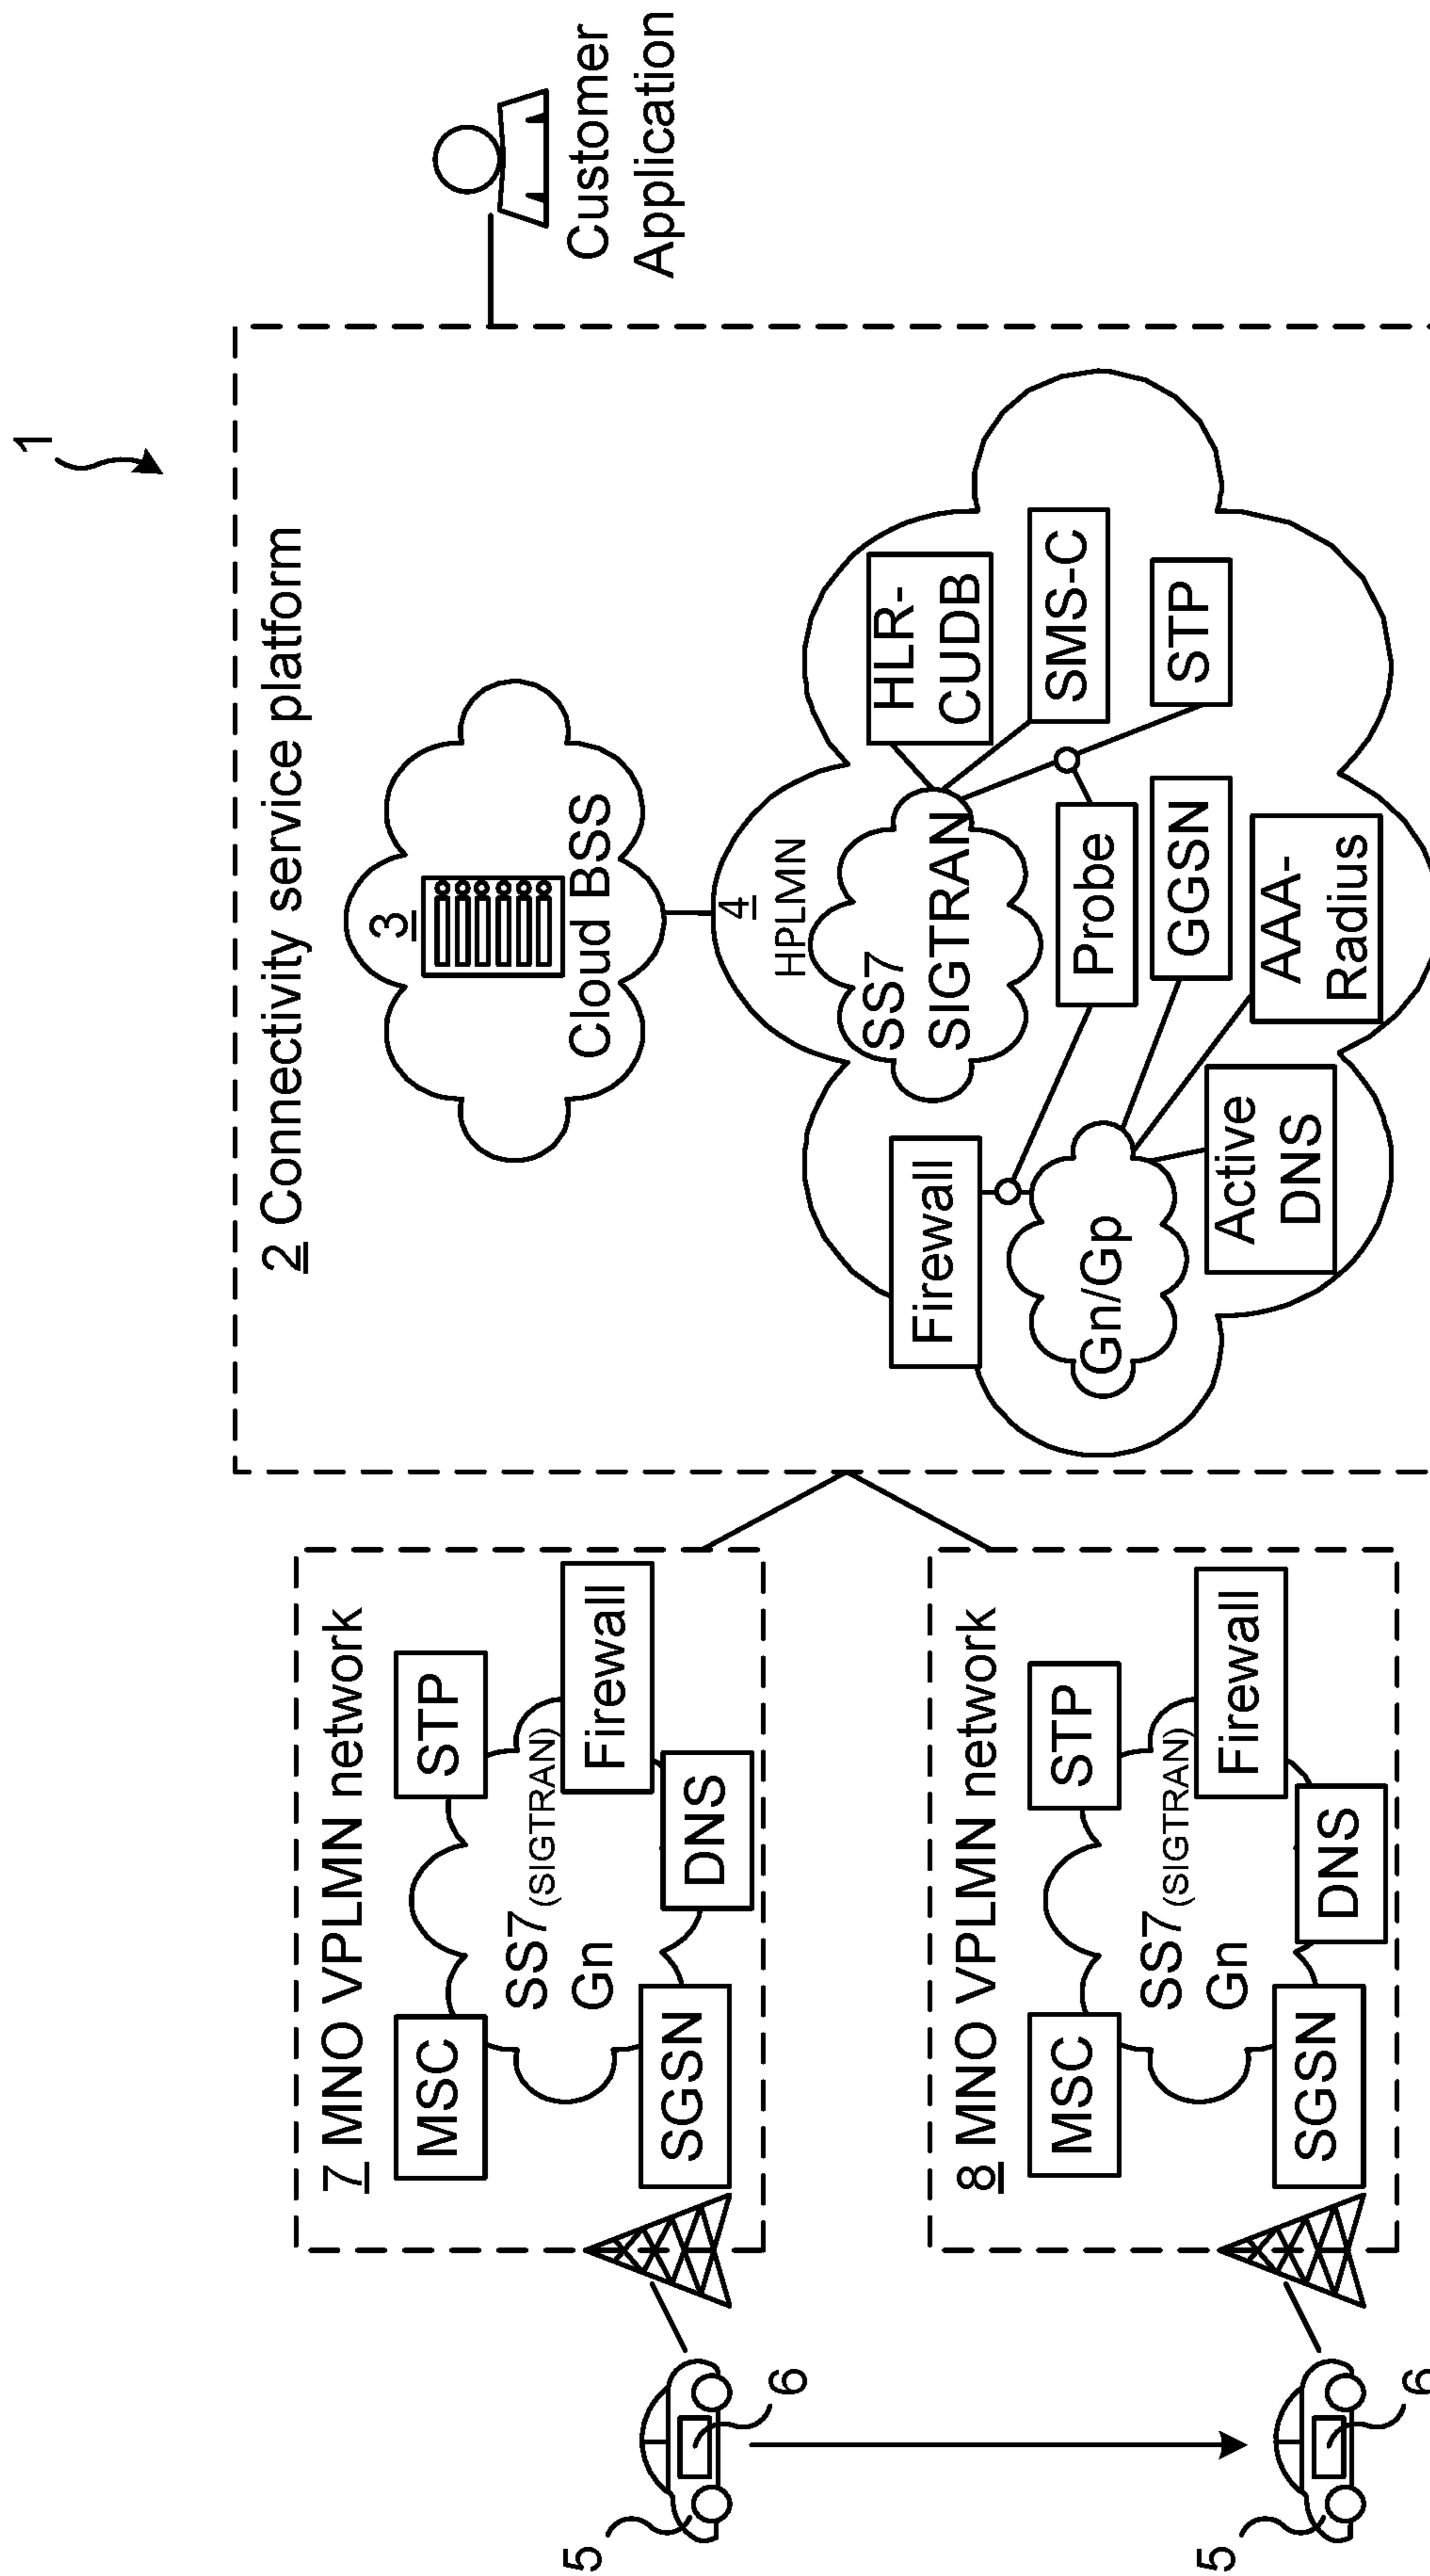 1
2 Connectivity service platform
3
Cloud BSS
Customer
Application
4
HPLMN
SS7
SIGTRAN
HLR-
CUDB
SMS-C
STP
Probe
GGSN
AAA-
Radius
Active
DNS
Firewall
Gn/Gp
7 MNO VPLMN network
MSC
STP
SS7(SIGTRAN)
Gn
Firewall
DNS
SGSN
5
6
8 MNO VPLMN network
MSC
STP
SS7(SIGTRAN)
Gn
Firewall
DNS
SGSN
5
6